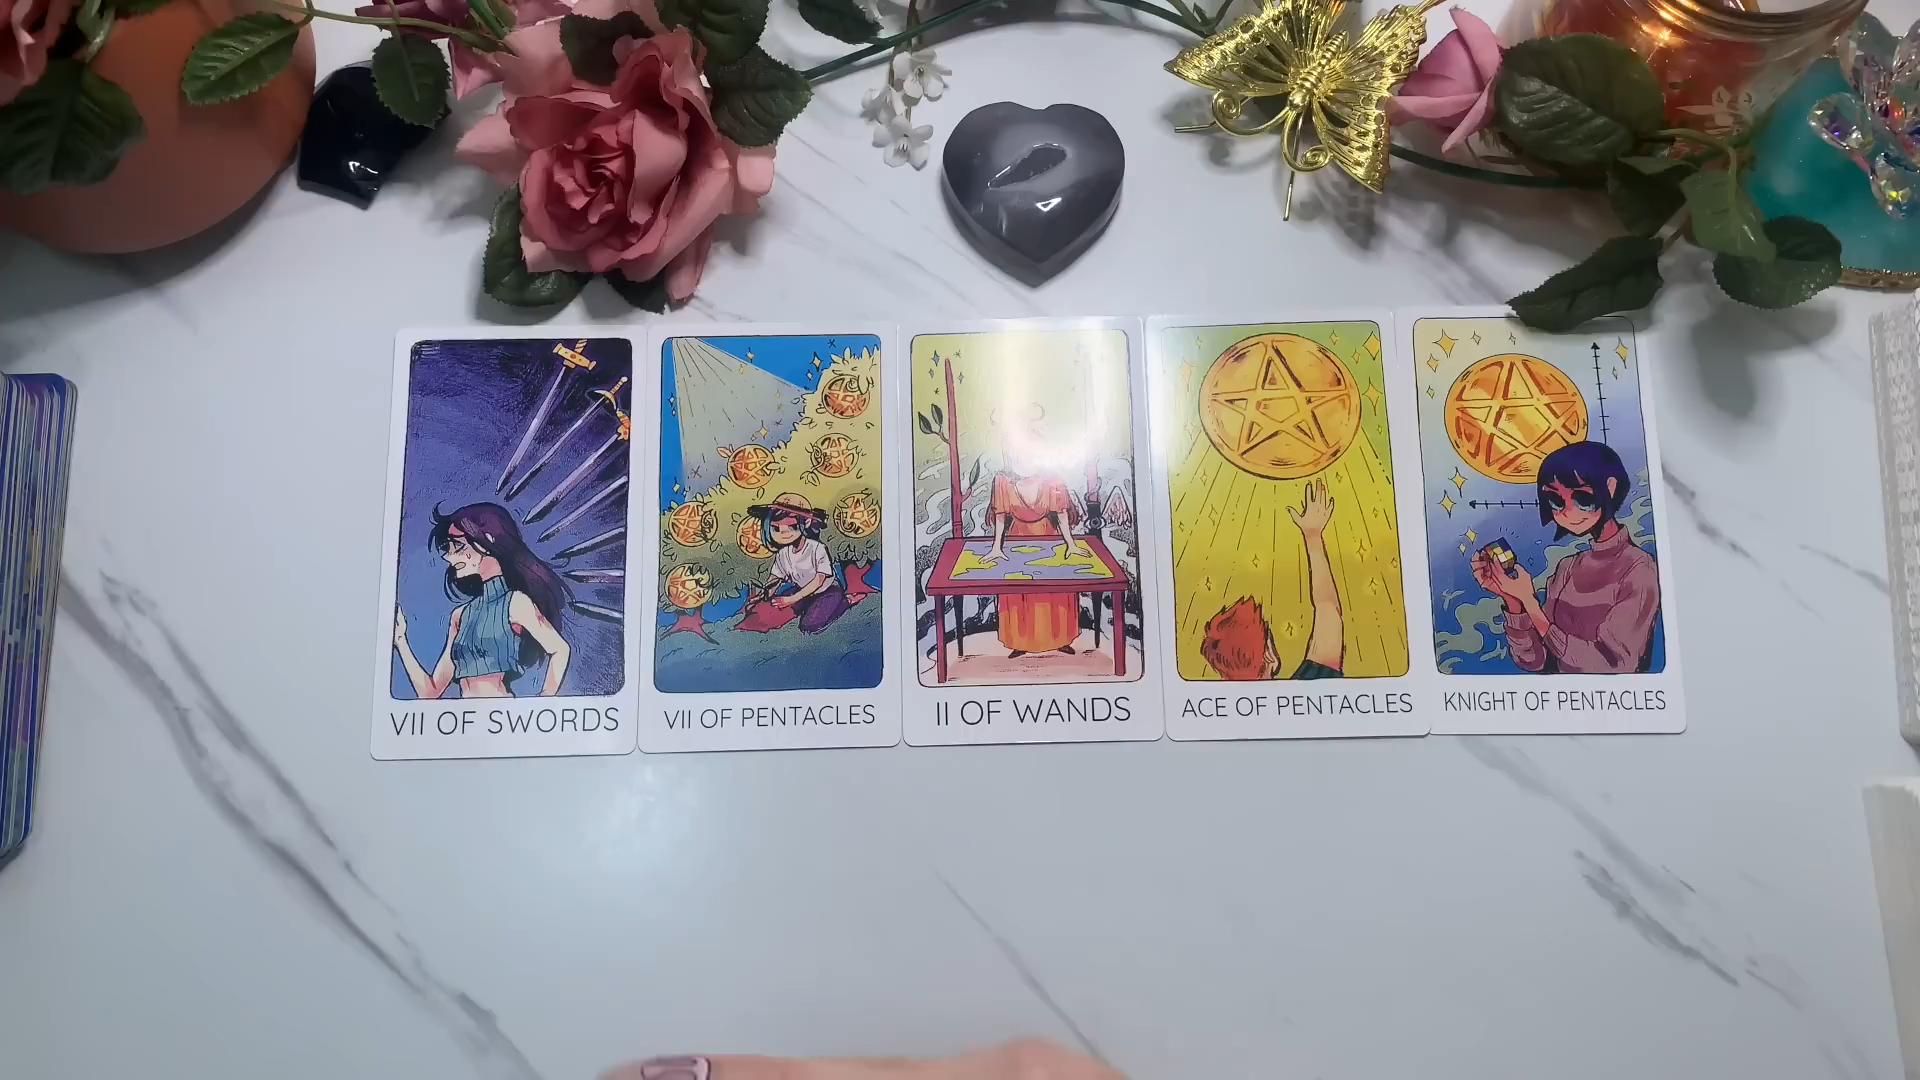 VII OF SWORDS
VII OF PENTACLES
II OF WANDS
ACE OF PENTACLES
KNIGHT OF PENTACLES